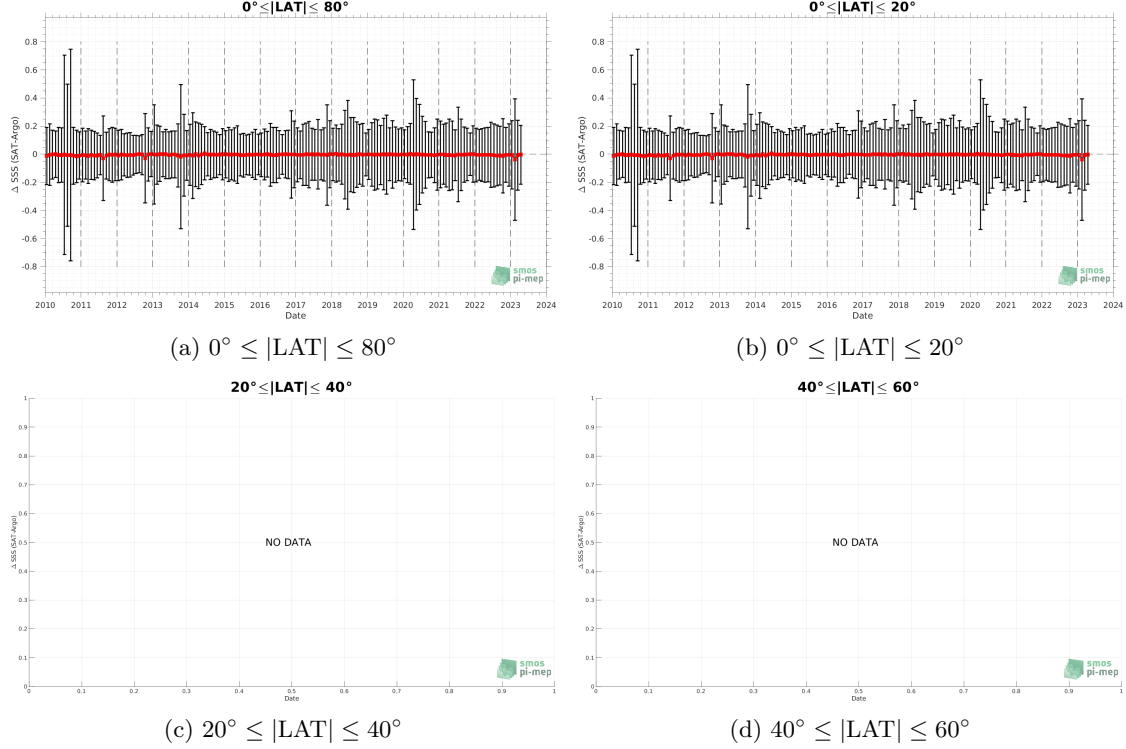 0°≤|LAT|≤ 80°
Δ SSS (SAT-Argo)
0.8
0.6
0.4
0.2
0
-0.2
-0.4
-0.6
-0.8
2010 2011 2012 2013 2014 2015 2016 2017 2018 2019 2020 2021 2022 2023 2024
Date
smos
pi-mep
(a) 0° ≤ |LAT| ≤ 80°
0°≤|LAT|≤ 20°
Δ SSS (SAT-Argo)
0.8
0.6
0.4
0.2
0
-0.2
-0.4
-0.6
-0.8
2010 2011 2012 2013 2014 2015 2016 2017 2018 2019 2020 2021 2022 2023 2024
Date
smos
pi-mep
(b) 0° ≤ |LAT| ≤ 20°
20°≤|LAT|≤ 40°
Δ SSS (SAT-Argo)
1
0.9
0.8
0.7
0.6
0.5
0.4
0.3
0.2
0.1
0
NO DATA
0 0.1 0.2 0.3 0.4 0.5 0.6 0.7 0.8 0.9 1
Date
smos
pi-mep
(c) 20° ≤ |LAT| ≤ 40°
40°≤|LAT|≤ 60°
Δ SSS (SAT-Argo)
1
0.9
0.8
0.7
0.6
0.5
0.4
0.3
0.2
0.1
0
NO DATA
0 0.1 0.2 0.3 0.4 0.5 0.6 0.7 0.8 0.9 1
Date
smos
pi-mep
(d) 40° ≤ |LAT| ≤ 60°